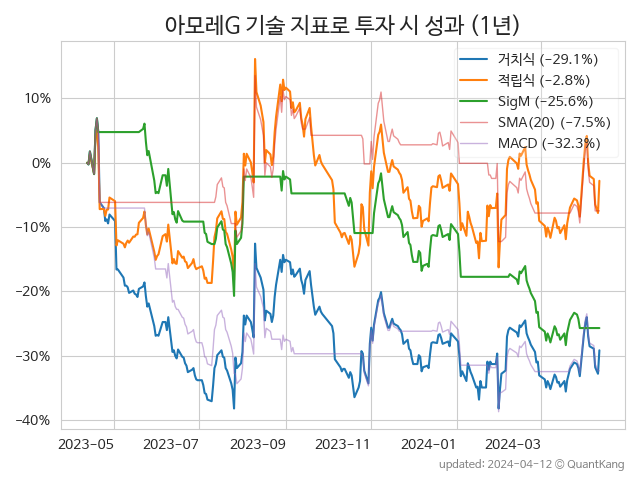 아모레G 기술 지표로 투자 시 성과 (1년)
거치식 (−29.1%)
적립식 (−2.8%)
SigM (−25.6%)
SMA(20) (−7.5%)
MACD (−32.3%)
10%
0%
−10%
−20%
−30%
−40%
2023-05 2023-07 2023-09 2023-11 2024-01 2024-03
updated: 2024-04-12 © QuantKang